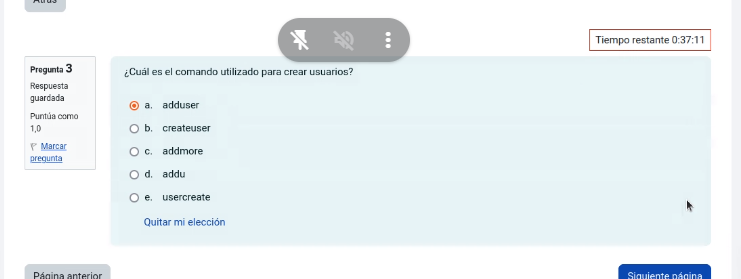 Atrás
Tiempo restante 0:37:11
Pregunta 3
Respuesta
guardada
Puntúa como
1,0
Marcar
pregunta
¿Cuál es el comando utilizado para crear usuarios?
a. adduser
b. createuser
c. addmore
d. addu
e. usercreate
Quitar mi elección
Página anterior
Siguiente página